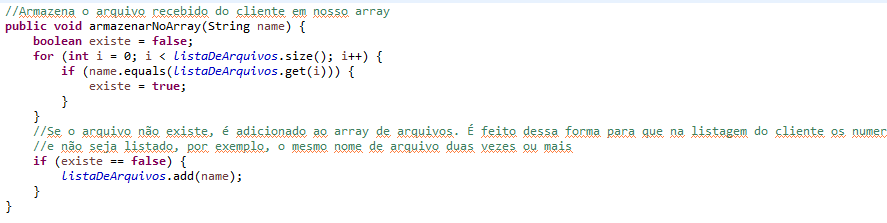 //Armazena o arquivo recebido do cliente em nosso array
public void armazenarNoArray(String name) {
    boolean existe = false;
    for (int i = 0; i < listaDeArquivos.size(); i++) {
        if (name.equals(listaDeArquivos.get(i))) {
            existe = true;
        }
    }
    //Se o arquivo não existe, é adicionado ao array de arquivos. É feito dessa forma para que na listagem do cliente os numer
    //e não seja listado, por exemplo, o mesmo nome de arquivo duas vezes ou mais
    if (existe == false) {
        listaDeArquivos.add(name);
    }
}